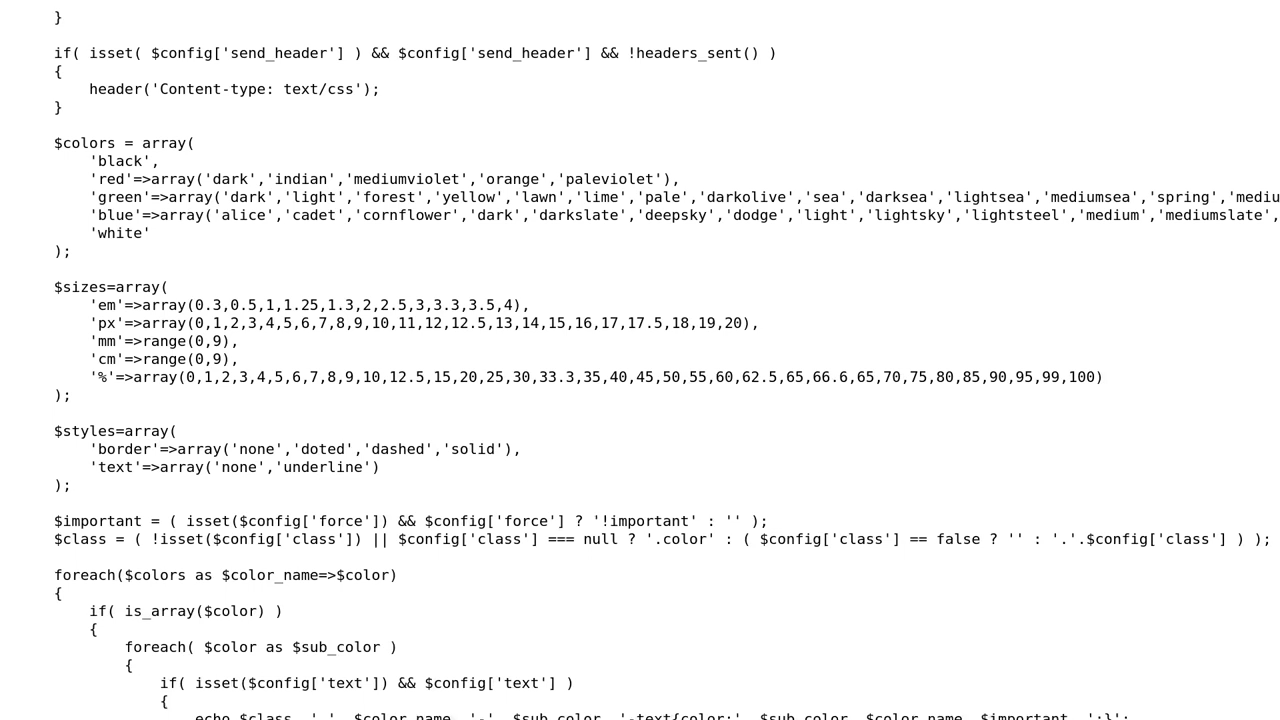 }
if( isset( $config['send_header'] ) && $config['send_header'] && !headers_sent() )
{
header('Content-type: text/css');
}
$colors = array(
'black',
'red'=>array('dark','indian','mediumviolet','orange','paleviolet'),
'green'=>array('dark','light','forest','yellow','lawn','lime','pale','darkolive','sea','darksea','lightsea','mediumsea','spring','mediu
'blue'=>array('alice','cadet','cornflower','dark','darkslate','deepsky','dodge','light','lightsky','lightsteel','medium','mediumslate',
'white'
);
$sizes=array(
'em'=>array(0.3,0.5,1,1.25,1.3,2,2.5,3,3.3,3.5,4),
'px'=>array(0,1,2,3,4,5,6,7,8,9,10,11,12,12.5,13,14,15,16,17,17.5,18,19,20),
'mm'=>range(0,9),
'cm'=>range(0,9),
'%'=>array(0,1,2,3,4,5,6,7,8,9,10,12.5,15,20,25,30,33.3,35,40,45,50,55,60,62.5,65,66.6,65,70,75,80,85,90,95,99,100)
);
$styles=array(
'border'=>array('none','doted','dashed','solid'),
'text'=>array('none','underline')
);
$important = ( isset($config['force']) && $config['force'] ? '!important' : '' );
$class = ( !isset($config['class']) || $config['class'] === null ? '.color' : ( $config['class'] == false ? '' : '.'.$config['class'] ) );
foreach($colors as $color_name=>$color)
{
if( is_array($color) )
{
foreach( $color as $sub_color )
{
if( isset($config['text']) && $config['text'] )
{
echo $class, '.', $color_name, '-', $sub_color, '-text{color:', $sub_color, $color_name, $important, ';}';